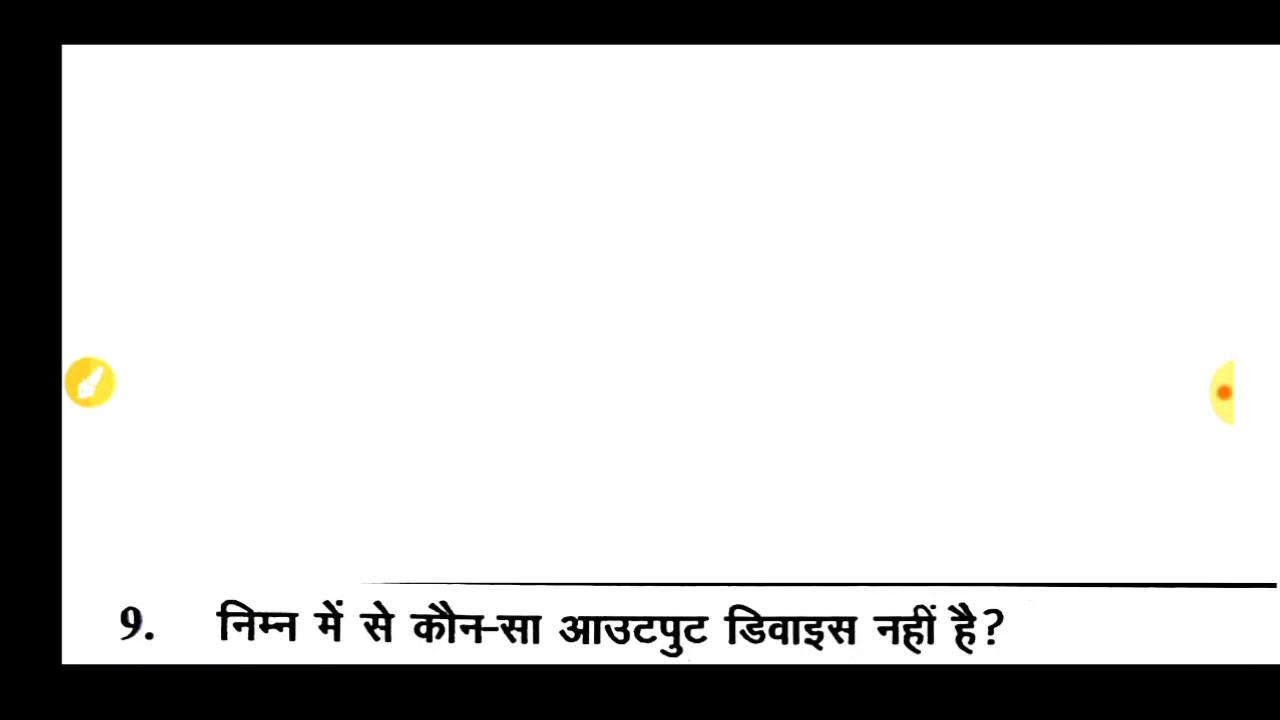 9. निम्न में से कौन-सा आउटपुट डिवाइस नहीं है?